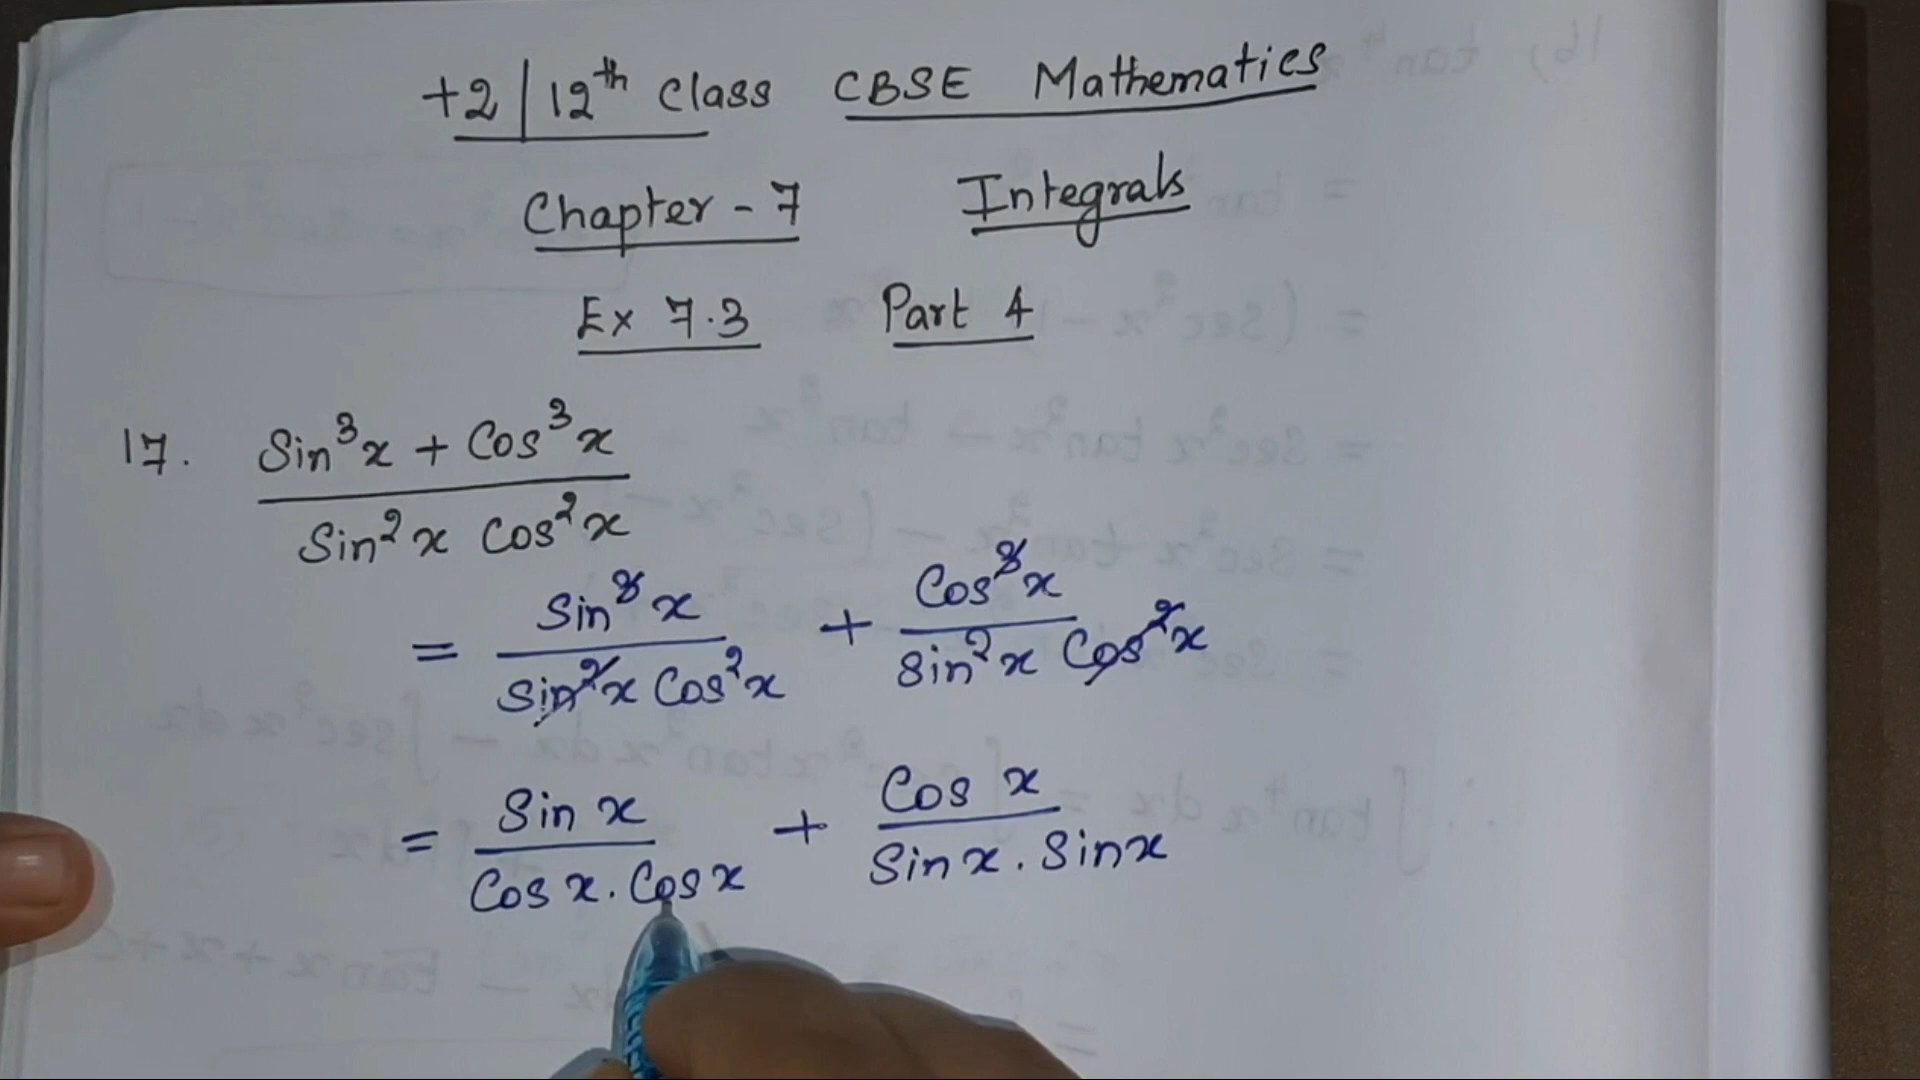 +2 | 12th Class CBSE Mathematics
Chapter - 7 Integrals
Ex 7.3 Part 4
17. Sin³x + Cos³x / Sin²x Cos²x
= Sin³x / Sin²x Cos²x + Cos³x / Sin²x Cos²x
= Sin x / Cos x . Cos x + Cos x / Sin x . Sin x